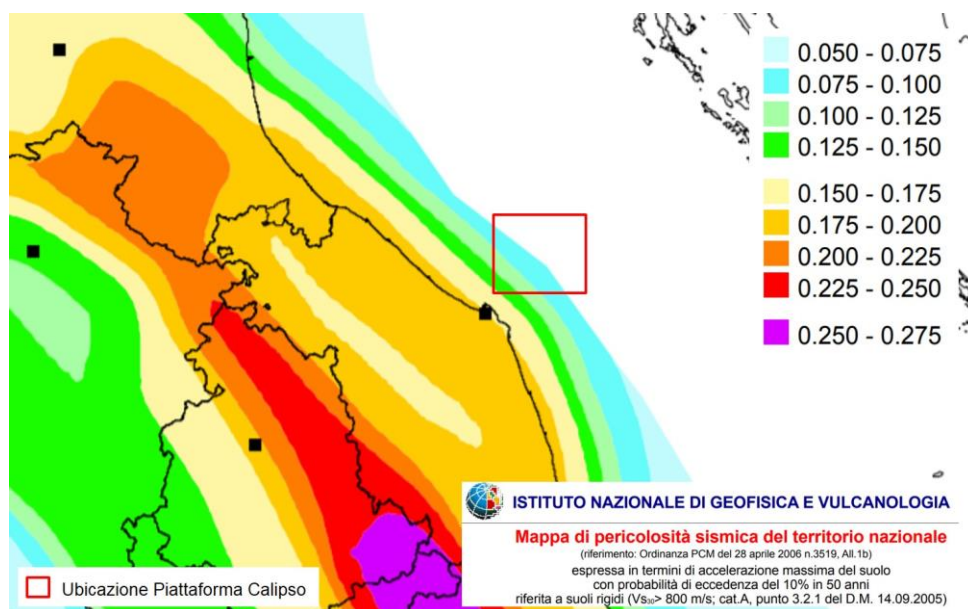 0.050 - 0.075
0.075 - 0.100
0.100 - 0.125
0.125 - 0.150
0.150 - 0.175
0.175 - 0.200
0.200 - 0.225
0.225 - 0.250
0.250 - 0.275
ISTITUTO NAZIONALE DI GEOFISICA E VULCANOLOGIA
Mappa di pericolosità sismica del territorio nazionale
(riferimento: Ordinanza PCM del 28 aprile 2006 n.3519, All.1b)
espressa in termini di accelerazione massima del suolo
con probabilità di eccedenza del 10% in 50 anni
riferita a suoli rigidi (Vs₃₀> 800 m/s; cat.A, punto 3.2.1 del D.M. 14.09.2005)
Ubicazione Piattaforma Calipso